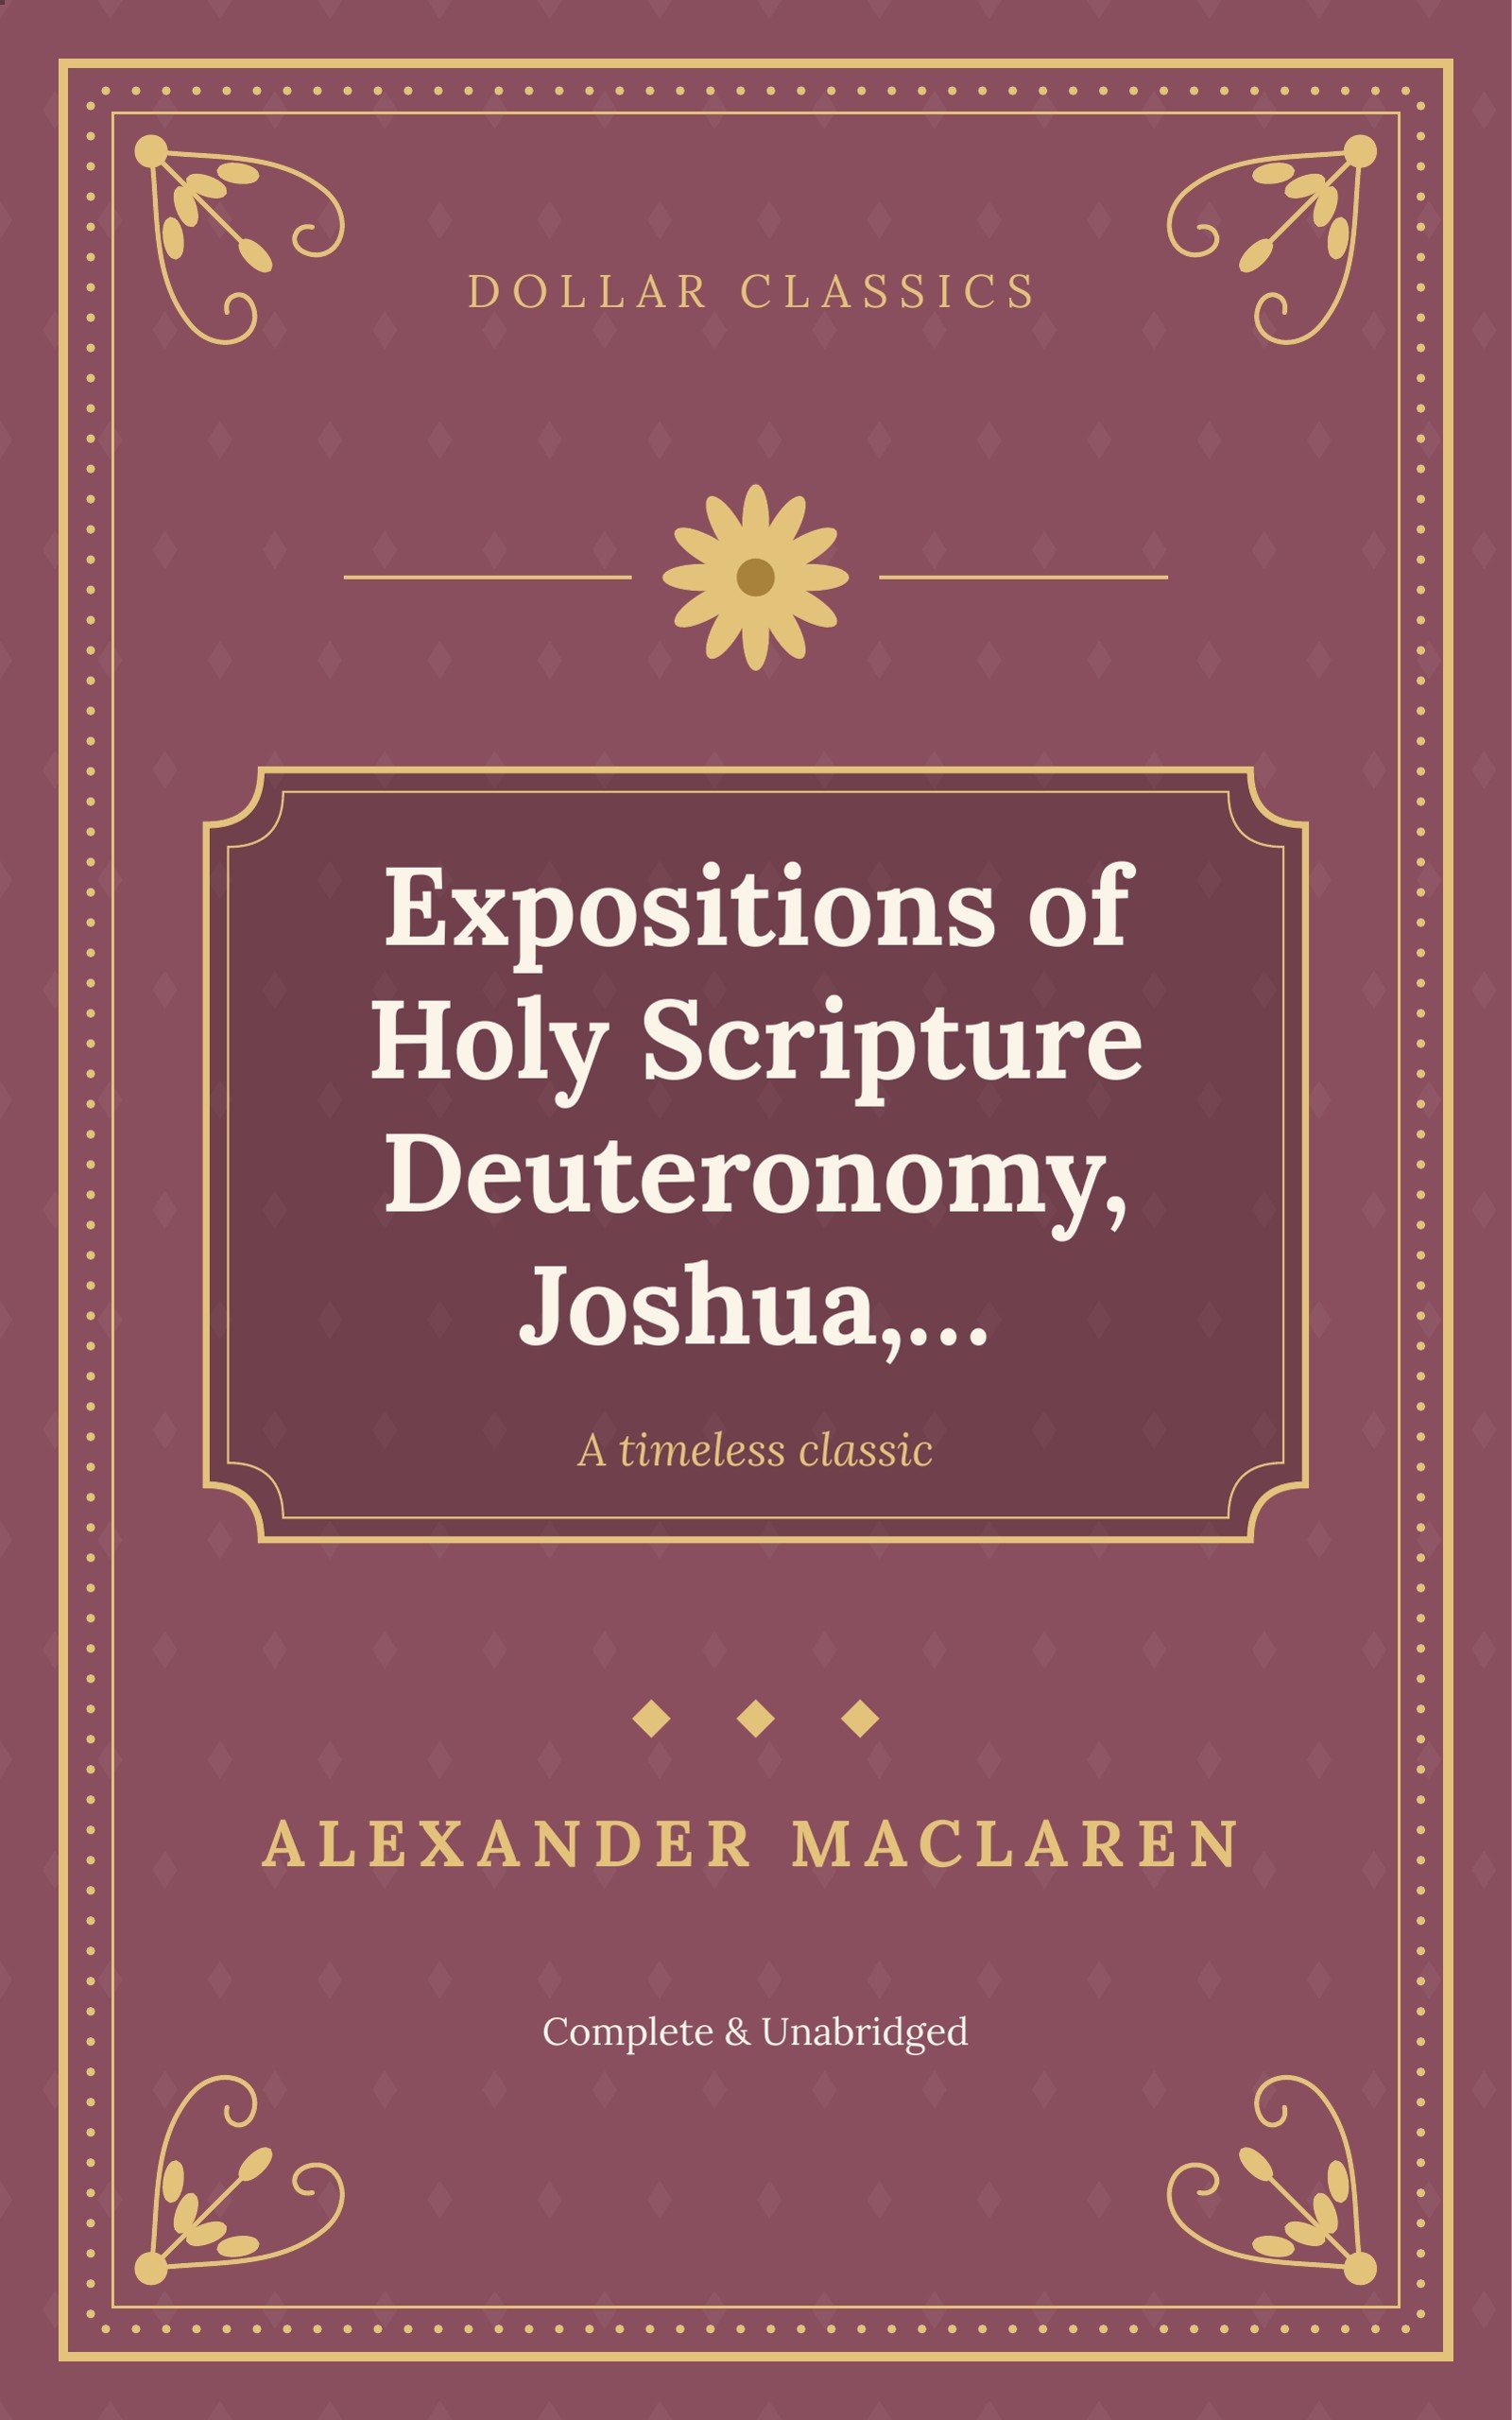 DOLLAR CLASSICS
Expositions of
Holy Scripture
Deuteronomy,
Joshua,...
A timeless classic
ALEXANDER MACLAREN
Complete & Unabridged